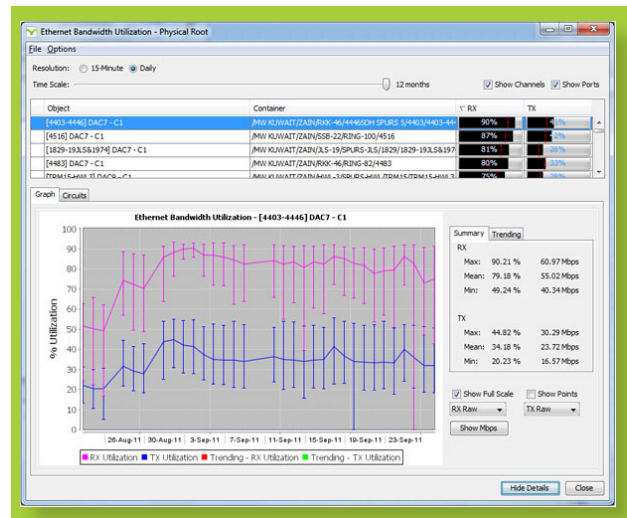 Ethernet Bandwidth Utilization - Physical Root
File Options
Resolution: 15-Minute Daily
Time Scale: 12 months Show Channels Show Ports
Object Container RX TX
[4403-4446] DAC7 - C1 /MW KUWAIT/ZAIN/RKK-46/4446SDH SPURS 5/4403/4403-444 90%
[4516] DAC7 - C1 /MW KUWAIT/ZAIN/SSB-22/RING-100/4516 87%
[1829-19JLS&1974] DAC7 - C1 /MW KUWAIT/ZAIN/JLS-19/SPURS-JLS/1829/1829-19JLS&197 81% 28%
[4483] DAC7 - C1 /MW KUWAIT/ZAIN/RKK-46/RING-82/4483 80% 33%
75% 28%
Graph Circuits
Ethernet Bandwidth Utilization - [4403-4446] DAC7 - C1
% Utilization
100
90
80
70
60
50
40
30
20
10
0
26-Aug-11 30-Aug-11 3-Sep-11 7-Sep-11 11-Sep-11 15-Sep-11 19-Sep-11 23-Sep-11
RX Utilization TX Utilization Trending - RX Utilization Trending - TX Utilization
Summary Trending
RX
Max: 90.21 % 60.97 Mbps
Mean: 79.18 % 55.02 Mbps
Min: 49.24 % 40.34 Mbps
TX
Max: 44.82 % 30.29 Mbps
Mean: 34.18 % 23.72 Mbps
Min: 20.23 % 16.57 Mbps
Show Full Scale Show Points
RX Raw TX Raw
Show Mbps
Hide Details Close